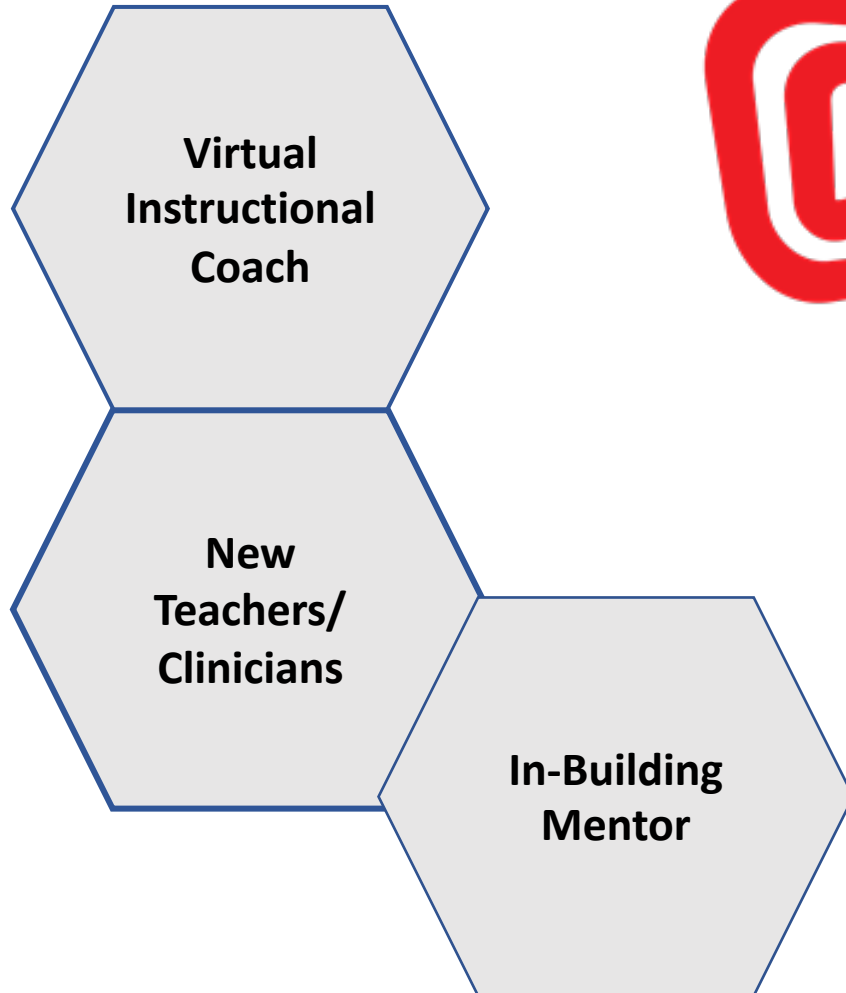 Virtual
Instructional
Coach
New
Teachers/
Clinicians
In-Building
Mentor